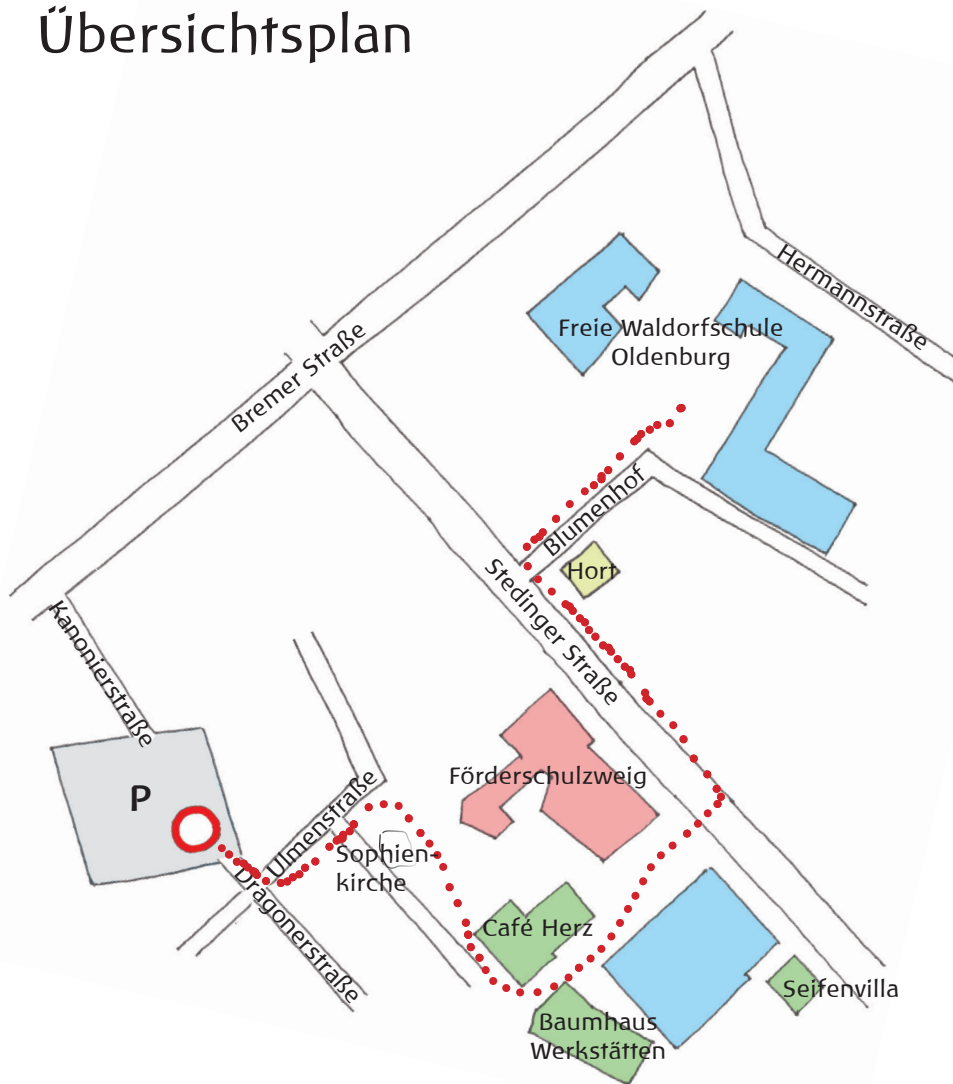 Übersichtsplan
Hermannstraße
Freie Waldorfschule
Oldenburg
Bremer Straße
Blumenhof
Hort
Stedinger Straße
Kanonierstraße
P
Förderschulzweig
Ulmenstraße
Sophien-
kirche
Dragonerstraße
Café Herz
Seifenvilla
Baumhaus
Werkstätten